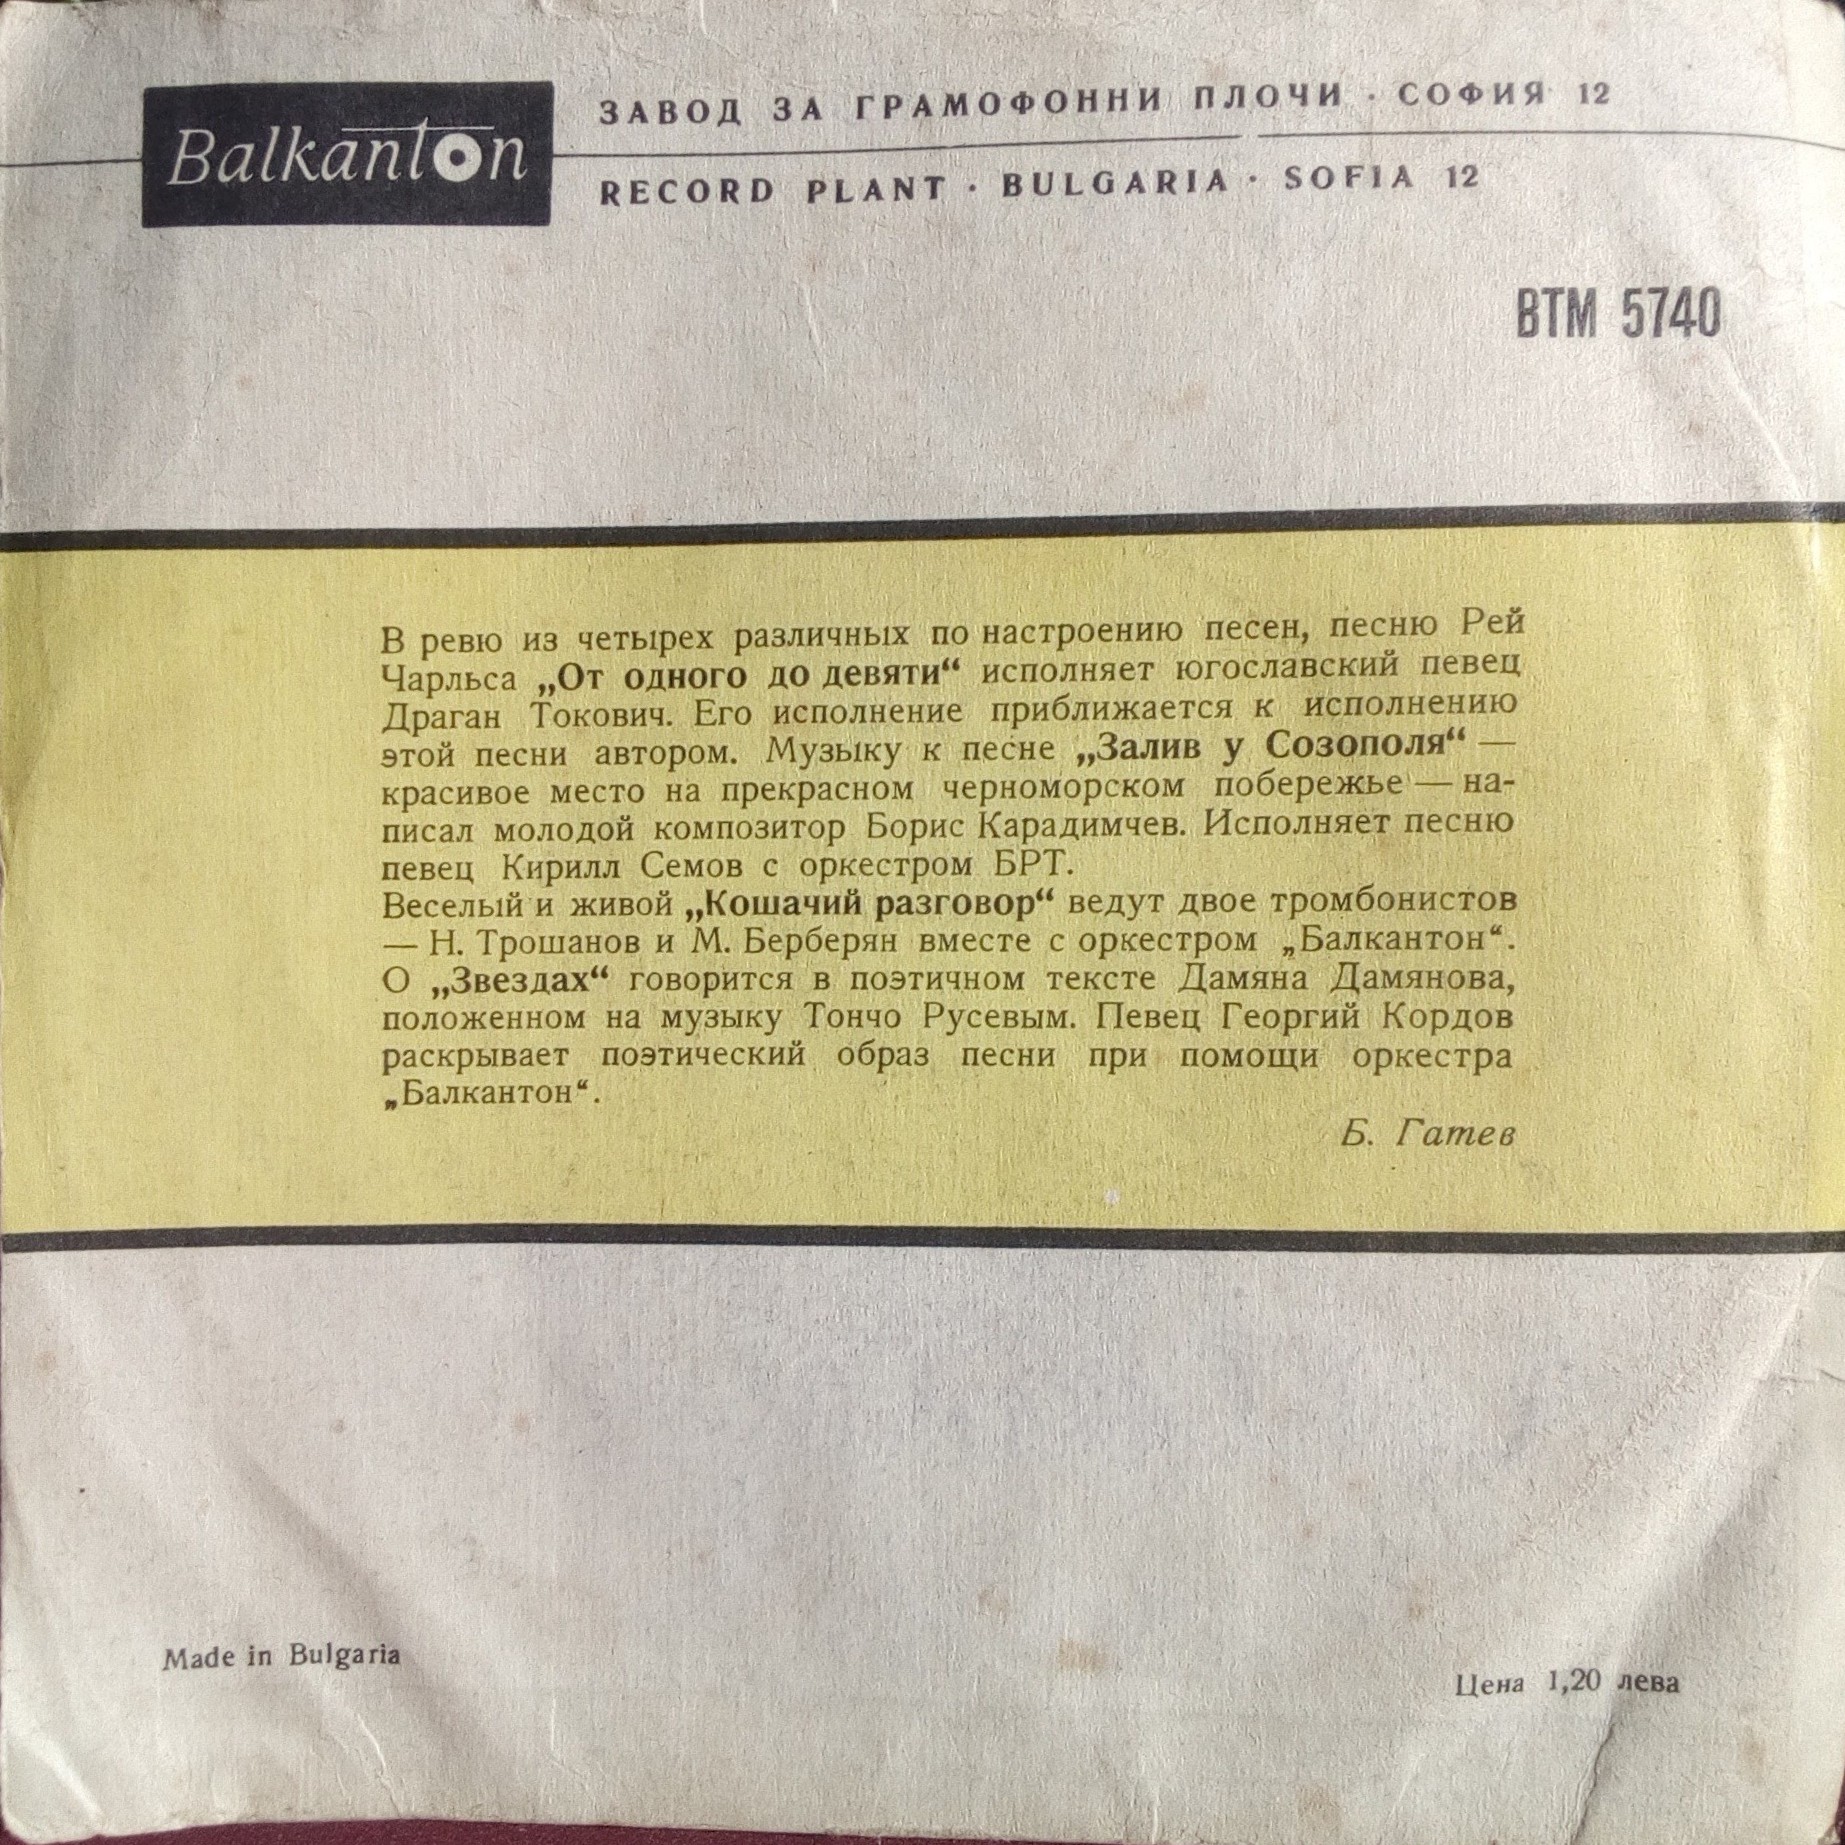 Balkanton
ЗАВОД ЗА ГРАМОФОННИ ПЛОЧИ · СОФИЯ 12
RECORD PLANT · BULGARIA · SOFIA 12
ВТМ 5740
В ревю из четырех различных по настроению песен, песню Рей
Чарльса „От одного до девяти“ исполняет югославский певец
Драган Токович. Его исполнение приближается к исполнению
этой песни автором. Музыку к песне „Залив у Созополя“ —
красивое место на прекрасном черноморском побережье — на-
писал молодой композитор Борис Карадимчев. Исполняет песню
певец Кирилл Семов с оркестром БРТ.
Веселый и живой „Кошачий разговор“ ведут двое тромбонистов
— Н. Трошанов и М. Берберян вместе с оркестром „Балкантон“.
О „Звездах“ говорится в поэтичном тексте Дамяна Дамянова,
положенном на музыку Тончо Русевым. Певец Георгий Кордов
раскрывает поэтический образ песни при помощи оркестра
„Балкантон“.
Б. Гатев
Made in Bulgaria
Цена 1,20 лева